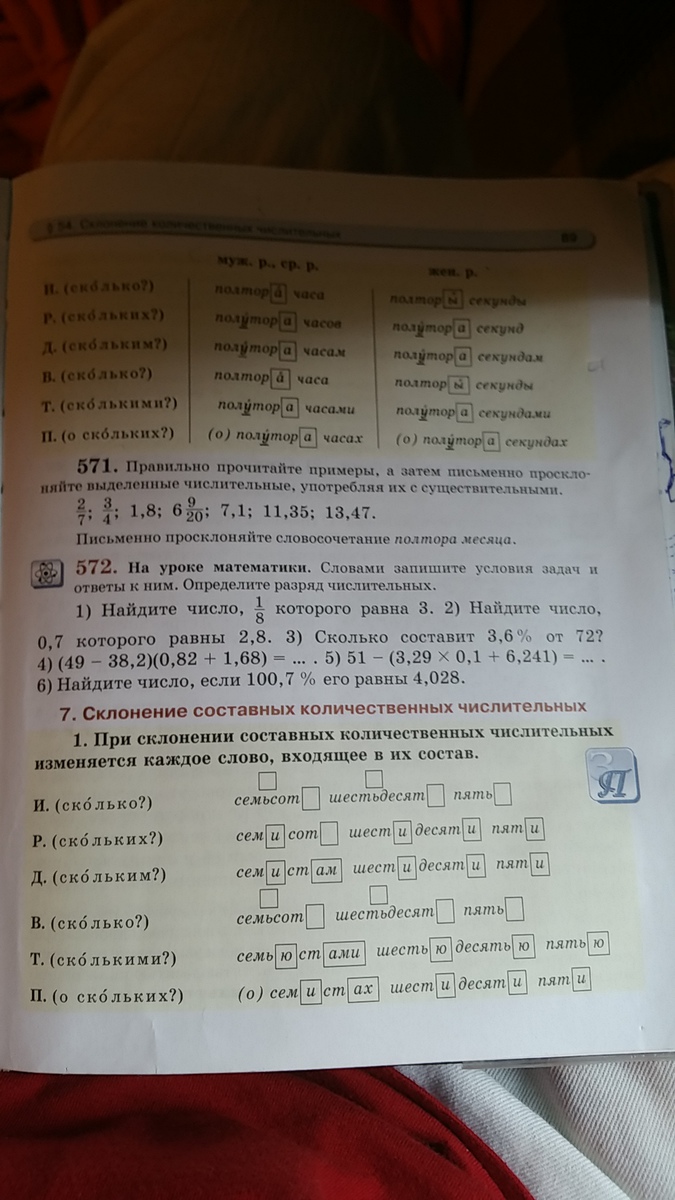 § 54. Склонение количественных числительных 89
муж. р., ср. р. жен. р.
И. (ско́лько?) полтора́ часа полторы́ секунды
Р. (ско́льких?) полу́тора часов полу́тора секунд
Д. (ско́льким?) полу́тора часам полу́тора секундам
В. (ско́лько?) полтора́ часа полторы́ секунды
Т. (ско́лькими?) полу́тора часами полу́тора секундами
П. (о ско́льких?) (о) полу́тора часах (о) полу́тора секундах
571. Правильно прочитайте примеры, а затем письменно проскло-
няйте выделенные числительные, употребляя их с существительными.
2/7; 3/4; 1,8; 6 9/20; 7,1; 11,35; 13,47.
Письменно просклоняйте словосочетание полтора месяца.
572. На уроке математики. Словами запишите условия задач и
ответы к ним. Определите разряд числительных.
1) Найдите число, 1/8 которого равна 3. 2) Найдите число,
0,7 которого равны 2,8. 3) Сколько составит 3,6 % от 72?
4) (49 – 38,2)(0,82 + 1,68) = ... . 5) 51 – (3,29 × 0,1 + 6,241) = ... .
6) Найдите число, если 100,7 % его равны 4,028.
7. Склонение составных количественных числительных
1. При склонении составных количественных числительных
изменяется каждое слово, входящее в их состав.
З
П
И. (ско́лько?) семьсот шестьдесят пять
Р. (ско́льких?) семисот шестидесяти пяти
Д. (ско́льким?) семистам шестидесяти пяти
В. (ско́лько?) семьсот шестьдесят пять
Т. (ско́лькими?) семьюстами шестьюдесятью пятью
П. (о ско́льких?) (о) семистах шестидесяти пяти